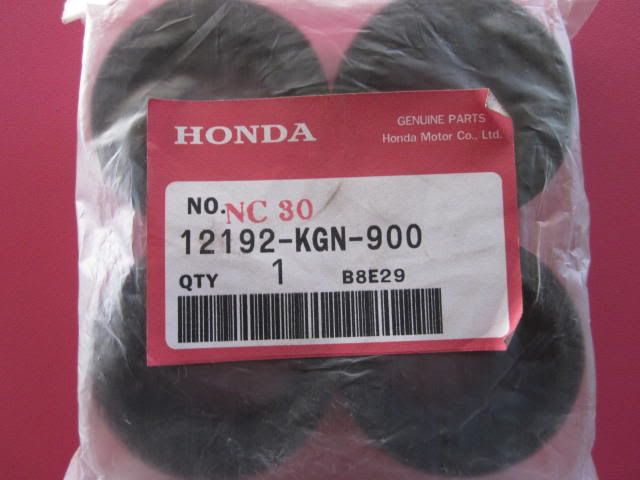 HONDA
GENUINE PARTS
Honda Motor Co., Ltd.
NO. NC 30
12192-KGN-900
QTY 1 B8E29